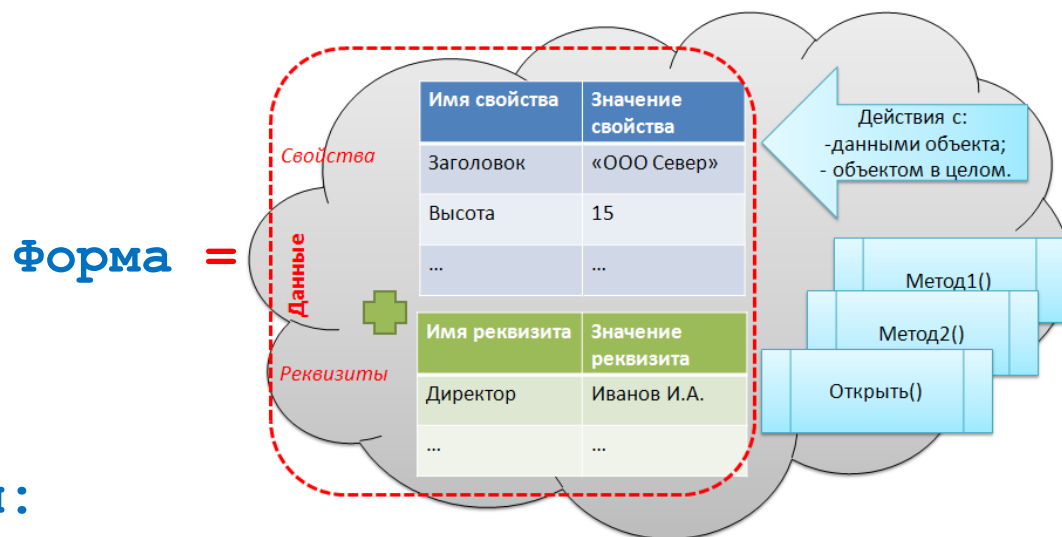 Форма =
Данные
Свойства
Имя свойства Значение
свойства
Заголовок «ООО Север»
Высота 15
... ...
Реквизиты
Имя реквизита Значение
реквизита
Директор Иванов И.А.
... ...
Действия с:
-данными объекта;
- объектом в целом.
Метод1()
Метод2()
Открыть()
: